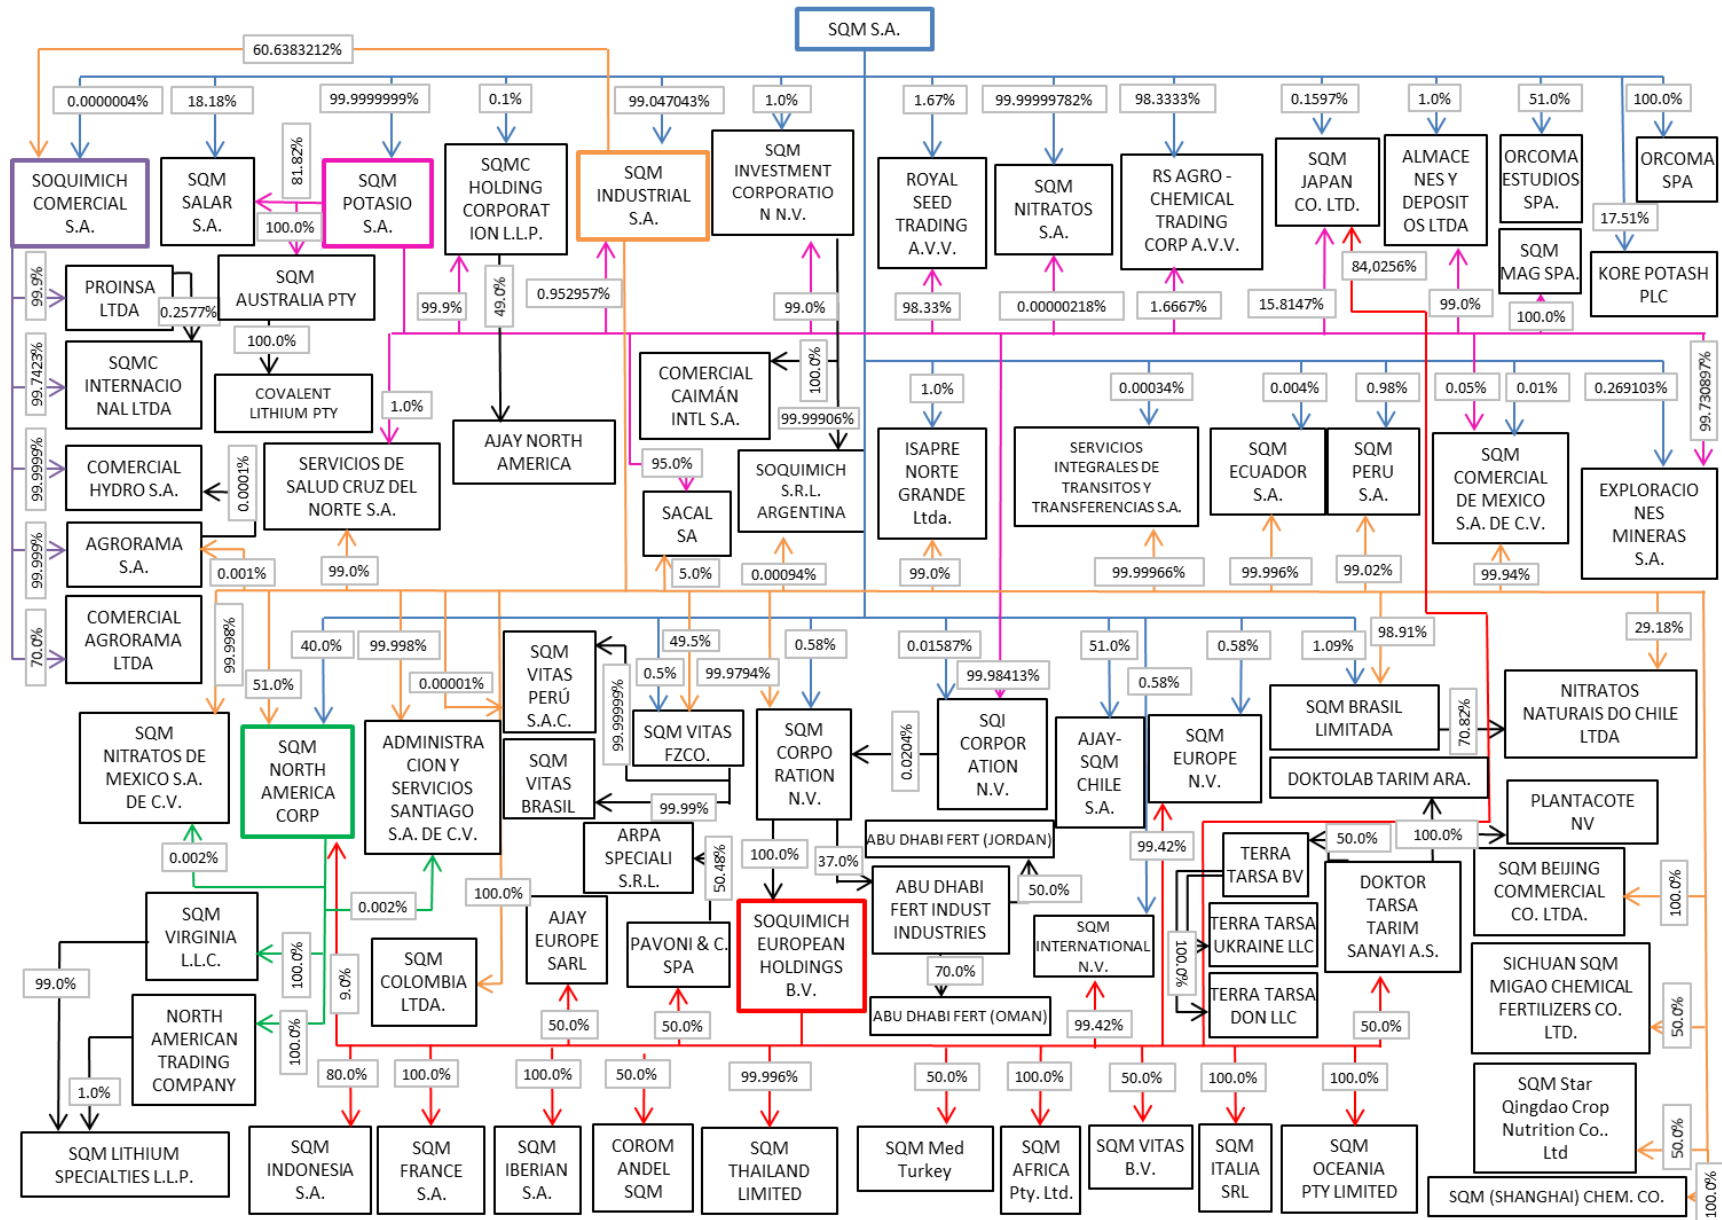 SQM S.A.
60.6383212%
0.0000004%
18.18%
99.9999999%
0.1%
99.047043%
1.0%
1.67%
99.99999782%
98.3333%
0.1597%
1.0%
51.0%
100.0%
SOQUIMICH
COMERCIAL
S.A.
SQM
SALAR
S.A.
81.82%
100.0%
SQM
POTASIO
S.A.
SQMC
HOLDING
CORPORAT
ION L.L.P.
SQM
INDUSTRIAL
S.A.
SQM
INVESTMENT
CORPORATIO
N N.V.
ROYAL
SEED
TRADING
A.V.V.
SQM
NITRATOS
S.A.
RS AGRO -
CHEMICAL
TRADING
CORP A.V.V.
SQM
JAPAN
CO. LTD.
ALMACE
NES Y
DEPOSIT
OS LTDA
ORCOMA
ESTUDIOS
SPA.
ORCOMA
SPA
17.51%
SQM
MAG SPA.
KORE POTASH
PLC
84,0256%
99.9%
PROINSA
LTDA
0.2577%
SQM
AUSTRALIA PTY
99.9%
49.0%
0.952957%
99.0%
98.33%
0.00000218%
1.6667%
15.8147%
99.0%
100.0%
100.0%
99.7423%
SQMC
INTERNACIO
NAL LTDA
COVALENT
LITHIUM PTY
1.0%
COMERCIAL
CAIMÁN
INTL S.A.
100.0%
99.99906%
1.0%
0.00034%
0.004%
0.98%
0.05%
0.01%
0.269103%
99.730897%
AJAY NORTH
AMERICA
99.9999%
COMERCIAL
HYDRO S.A.
0.0001%
SERVICIOS DE
SALUD CRUZ DEL
NORTE S.A.
95.0%
SACAL
SA
SOQUIMICH
S.R.L.
ARGENTINA
ISAPRE
NORTE
GRANDE
Ltda.
SERVICIOS
INTEGRALES DE
TRANSITOS Y
TRANSFERENCIAS S.A.
SQM
ECUADOR
S.A.
SQM
PERU
S.A.
SQM
COMERCIAL
DE MEXICO
S.A. DE C.V.
EXPLORACIO
NES
MINERAS
S.A.
99.999%
AGRORAMA
S.A.
0.001%
99.0%
5.0%
0.00094%
99.0%
99.99966%
99.996%
99.02%
99.94%
70.0%
COMERCIAL
AGRORAMA
LTDA
99.998%
51.0%
40.0%
99.998%
0.00001%
SQM
VITAS
PERÚ
S.A.C.
99.99999%
0.5%
49.5%
99.9794%
0.58%
0.01587%
99.98413%
51.0%
0.58%
0.58%
1.09%
98.91%
29.18%
SQM
NITRATOS DE
MEXICO S.A.
DE C.V.
SQM
NORTH
AMERICA
CORP
ADMINISTRA
CION Y
SERVICIOS
SANTIAGO
S.A. DE C.V.
SQM
VITAS
BRASIL
SQM VITAS
FZCO.
99.99%
SQM
CORPO
RATION
N.V.
0.0204%
SQI
CORPOR
ATION
N.V.
AJAY-
SQM
CHILE
S.A.
SQM
EUROPE
N.V.
SQM BRASIL
LIMITADA
70.82%
NITRATOS
NATURAIS DO CHILE
LTDA
DOKTOLAB TARIM ARA.
PLANTACOTE
NV
0.002%
0.002%
ARPA
SPECIALI
S.R.L.
50.48%
100.0%
37.0%
ABU DHABI FERT (JORDAN)
50.0%
99.42%
TERRA
TARSA BV
50.0%
100.0%
DOKTOR
TARSA
TARIM
SANAYI A.S.
SQM BEIJING
COMMERCIAL
CO. LTDA.
100.0%
SQM
VIRGINIA
L.L.C.
100.0%
9.0%
100.0%
SQM
COLOMBIA
LTDA.
AJAY
EUROPE
SARL
PAVONI & C.
SPA
SOQUIMICH
EUROPEAN
HOLDINGS
B.V.
ABU DHABI
FERT INDUST
INDUSTRIES
70.0%
ABU DHABI FERT (OMAN)
SQM
INTERNATIONAL
N.V.
TERRA TARSA
UKRAINE LLC
100.0%
TERRA TARSA
DON LLC
SICHUAN SQM
MIGAO CHEMICAL
FERTILIZERS CO.
LTD.
50.0%
99.0%
NORTH
AMERICAN
TRADING
COMPANY
100.0%
50.0%
50.0%
99.42%
50.0%
1.0%
80.0%
100.0%
100.0%
50.0%
99.996%
50.0%
100.0%
50.0%
100.0%
100.0%
SQM Star
Qingdao Crop
Nutrition Co..
Ltd
50.0%
SQM LITHIUM
SPECIALTIES L.L.P.
SQM
INDONESIA
S.A.
SQM
FRANCE
S.A.
SQM
IBERIAN
S.A.
COROM
ANDEL
SQM
SQM
THAILAND
LIMITED
SQM Med
Turkey
SQM
AFRICA
Pty. Ltd.
SQM VITAS
B.V.
SQM
ITALIA
SRL
SQM
OCEANIA
PTY LIMITED
SQM (SHANGHAI) CHEM. CO.
100.0%